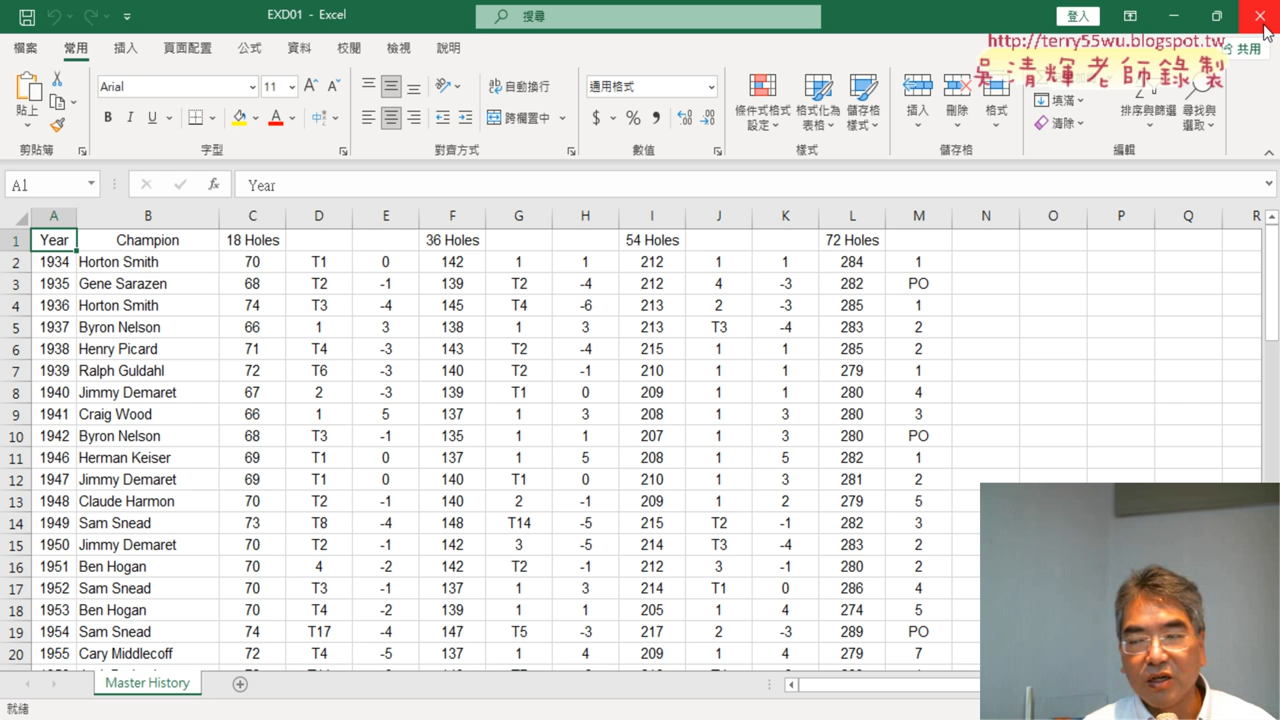 EXD01 - Excel
搜尋
登入
檔案 常用 插入 頁面配置 公式 資料 校閱 檢視 說明
http://terry55wu.blogspot.tw
共用
吳清輝老師錄製
貼上
Arial 11
自動換行
通用格式
B I U
跨欄置中
$ %
條件式格式設定
格式化為表格
儲存格樣式
插入 刪除 格式
填滿
清除
排序與篩選
尋找與選取
剪貼簿 字型 對齊方式 數值 樣式 儲存格 編輯
A1 fx Year
A B C D E F G H I J K L M N O P Q R
1 Year Champion 18 Holes 36 Holes 54 Holes 72 Holes
2 1934 Horton Smith 70 T1 0 142 1 1 212 1 1 284 1
3 1935 Gene Sarazen 68 T2 -1 139 T2 -4 212 4 -3 282 PO
4 1936 Horton Smith 74 T3 -4 145 T4 -6 213 2 -3 285 1
5 1937 Byron Nelson 66 1 3 138 1 3 213 T3 -4 283 2
6 1938 Henry Picard 71 T4 -3 143 T2 -4 215 1 1 285 2
7 1939 Ralph Guldahl 72 T6 -3 140 T2 -1 210 1 1 279 1
8 1940 Jimmy Demaret 67 2 -3 139 T1 0 209 1 1 280 4
9 1941 Craig Wood 66 1 5 137 1 3 208 1 3 280 3
10 1942 Byron Nelson 68 T3 -1 135 1 1 207 1 3 280 PO
11 1946 Herman Keiser 69 T1 0 137 1 5 208 1 5 282 1
12 1947 Jimmy Demaret 69 T1 0 140 T1 0 210 1 3 281 2
13 1948 Claude Harmon 70 T2 -1 140 2 -1 209 1 2 279 5
14 1949 Sam Snead 73 T8 -4 148 T14 -5 215 T2 -1 282 3
15 1950 Jimmy Demaret 70 T2 -1 142 3 -5 214 T3 -4 283 2
16 1951 Ben Hogan 70 4 -2 142 T2 -1 212 3 -1 280 2
17 1952 Sam Snead 70 T3 -1 137 1 3 214 T1 0 286 4
18 1953 Ben Hogan 70 T4 -2 139 1 1 205 1 4 274 5
19 1954 Sam Snead 74 T17 -4 147 T5 -3 217 2 -3 289 PO
20 1955 Cary Middlecoff 72 T4 -5 137 1 4 209 1 4 279 7
Master History
就緒